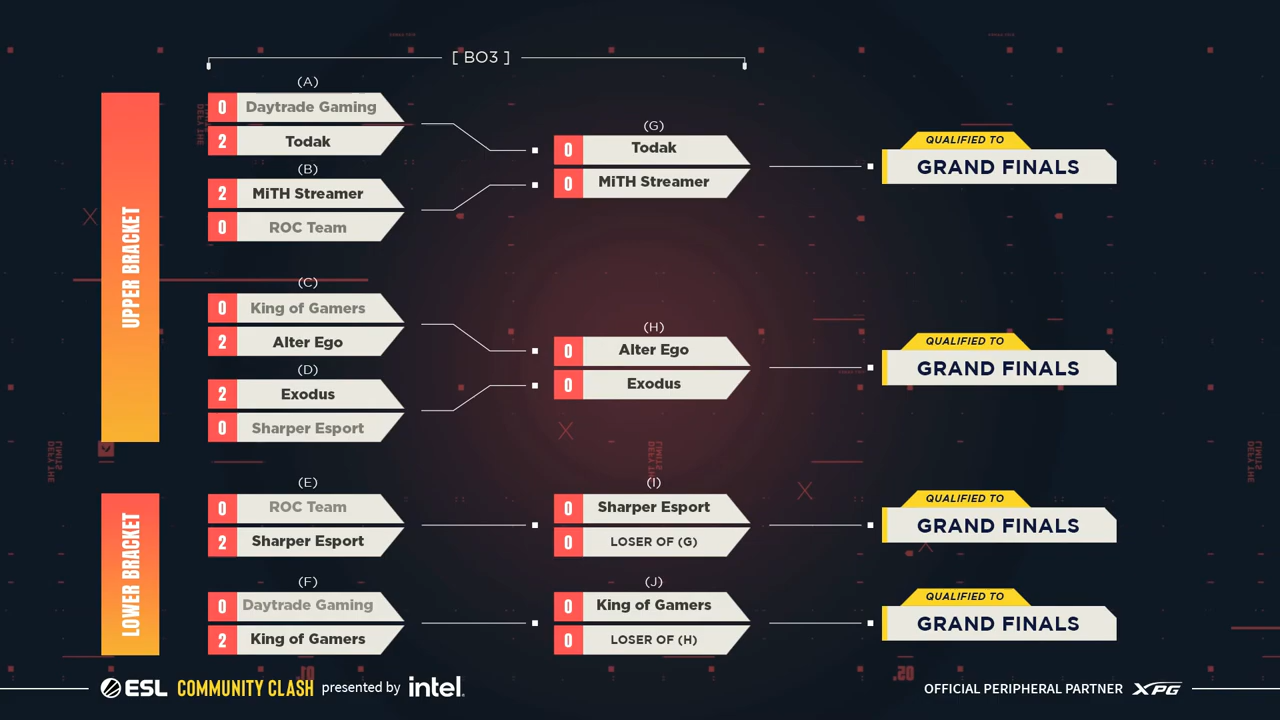 [ BO3 ]
UPPER BRACKET
(A)
0 Daytrade Gaming
2 Todak
(B)
2 MiTH Streamer
0 ROC Team
(C)
0 King of Gamers
2 Alter Ego
(D)
2 Exodus
0 Sharper Esport
(G)
0 Todak
0 MiTH Streamer
(H)
0 Alter Ego
0 Exodus
QUALIFIED TO
GRAND FINALS
QUALIFIED TO
GRAND FINALS
LOWER BRACKET
(E)
0 ROC Team
2 Sharper Esport
(F)
0 Daytrade Gaming
2 King of Gamers
(I)
0 Sharper Esport
0 LOSER OF (G)
(J)
0 King of Gamers
0 LOSER OF (H)
QUALIFIED TO
GRAND FINALS
QUALIFIED TO
GRAND FINALS
ESL COMMUNITY CLASH presented by intel.
OFFICIAL PERIPHERAL PARTNER XPG